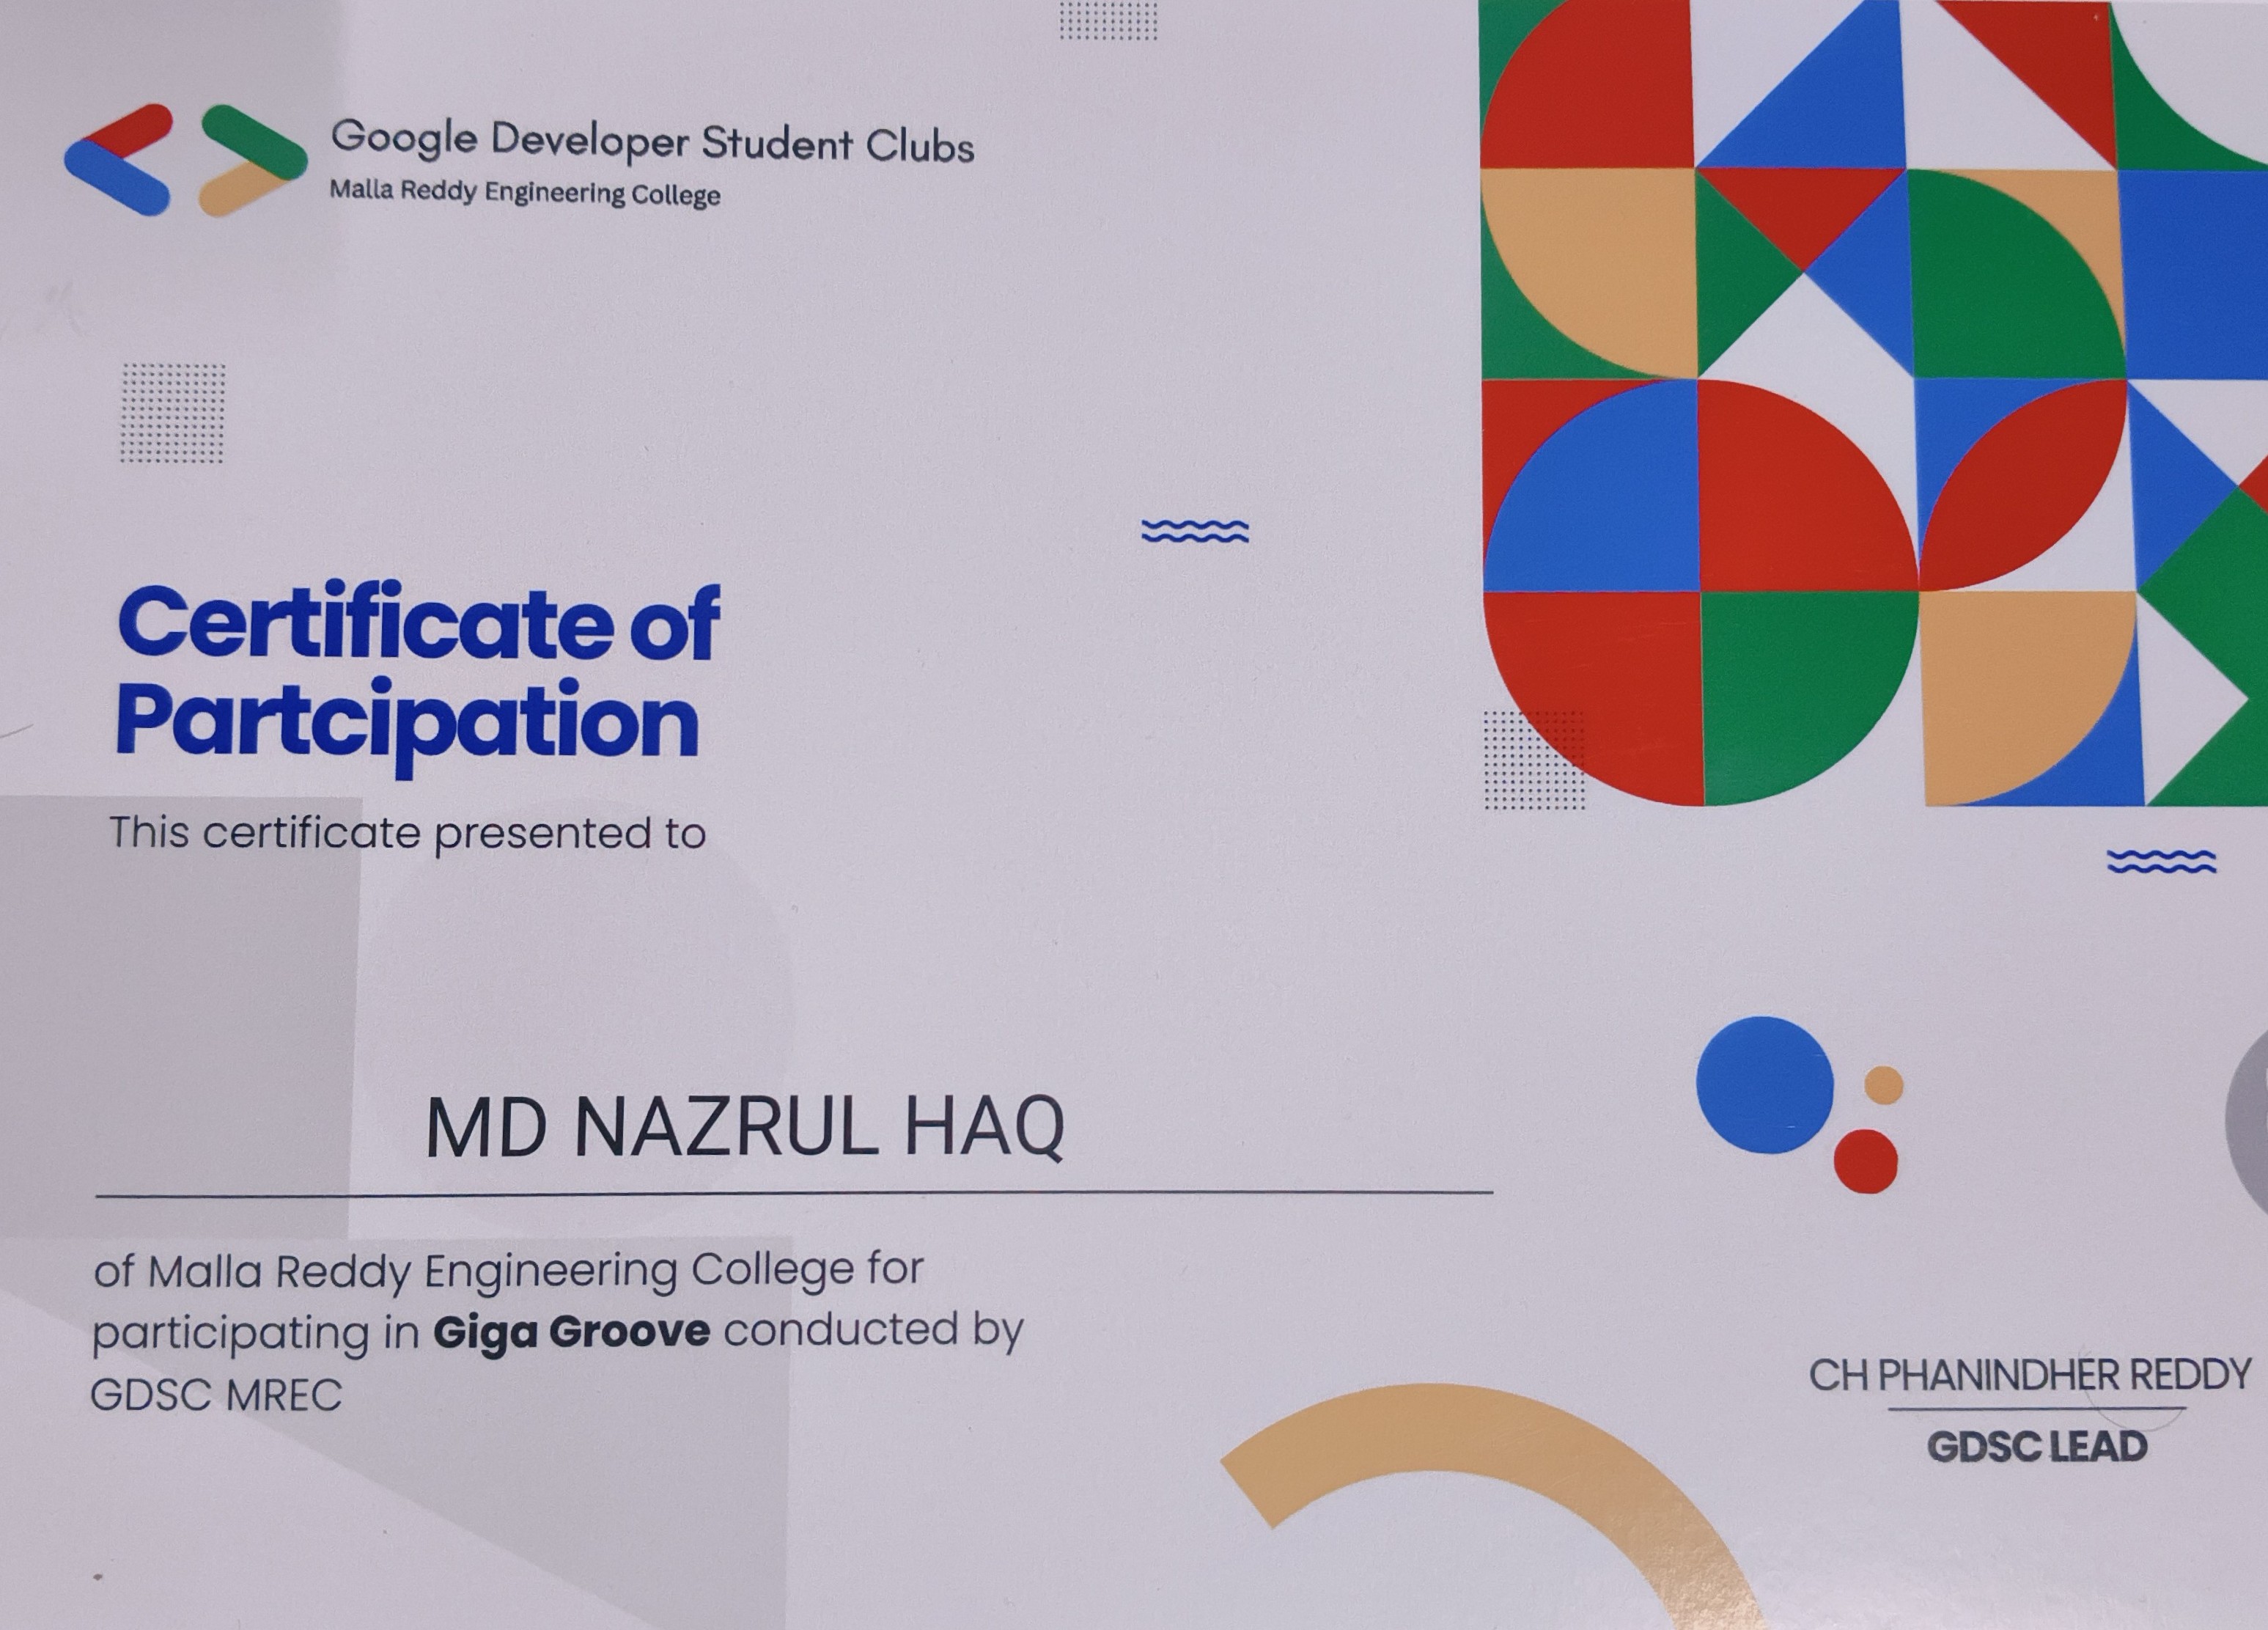 Google Developer Student Clubs
Malla Reddy Engineering College
Certificate of
Partcipation
This certificate presented to
MD NAZRUL HAQ
of Malla Reddy Engineering College for
participating in Giga Groove conducted by
GDSC MREC
CH PHANINDHER REDDY
GDSC LEAD